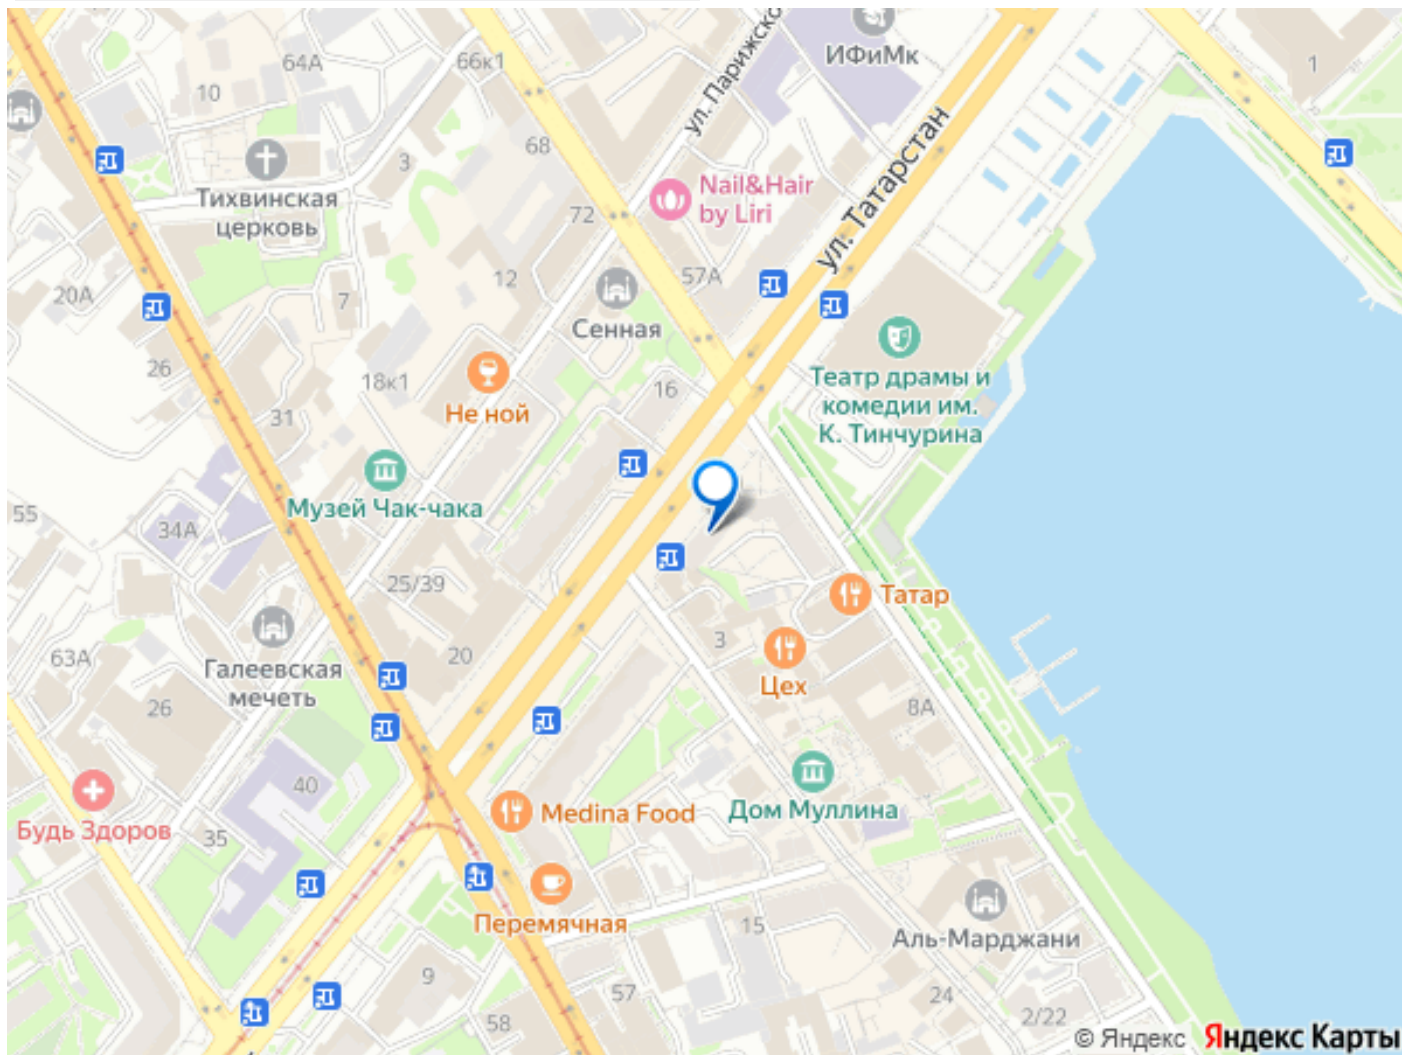 ИФиМк
64А
66к1
1
10
ул. Парижско
68
3
ул. Татарстан
Тихвинская
церковь
Nail&Hair
by Liri
72
12
57А
20А
7
Сенная
26
18к1
16
Театр драмы и
комедии им.
К. Тинчурина
31
Не ной
Музей Чак-чака
55
34А
25/39
Татар
63А
Галеевская
мечеть
20
3
Цех
26
8А
40
Дом Муллина
Medina Food
Будь Здоров
35
Перемячная
15
Аль-Марджани
9
57
24
58
2/22
© Яндекс Яндекс Карты